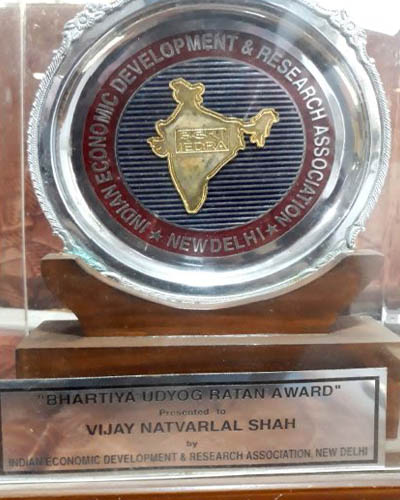 INDIAN ECONOMIC DEVELOPMENT & RESEARCH ASSOCIATION
★ NEW DELHI ★
IEDRA
"BHARTIYA UDYOG RATAN AWARD"
Presented to
VIJAY NATVARLAL SHAH
by
INDIAN ECONOMIC DEVELOPMENT & RESEARCH ASSOCIATION, NEW DELHI